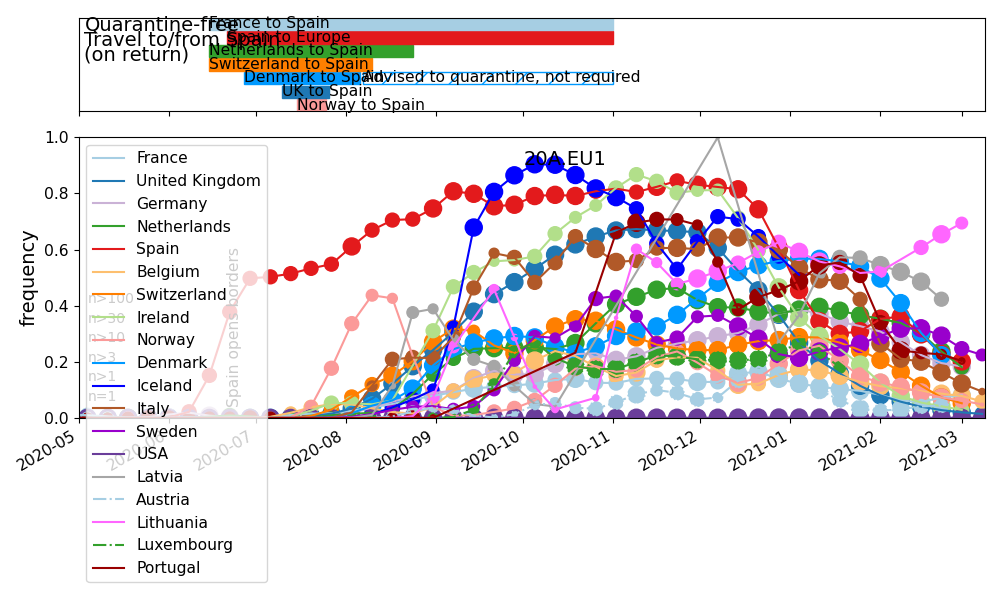 Quarantine-free
Travel to/from Spain
(on return)
France to Spain
Spain to Europe
Netherlands to Spain
Switzerland to Spain
Denmark to Spain
Advised to quarantine, not required
UK to Spain
Norway to Spain
20A.EU1
frequency
1.0
0.8
0.6
0.4
0.2
0.0
France
United Kingdom
Germany
Netherlands
Spain
Belgium
Switzerland
Ireland
Norway
Denmark
Iceland
Italy
Sweden
USA
Latvia
Austria
Lithuania
Luxembourg
Portugal
n>100
n>30
n>10
n>3
n>1
n=1
Spain opens borders
2020-05
2020-06
2020-07
2020-08
2020-09
2020-10
2020-11
2020-12
2021-01
2021-02
2021-03